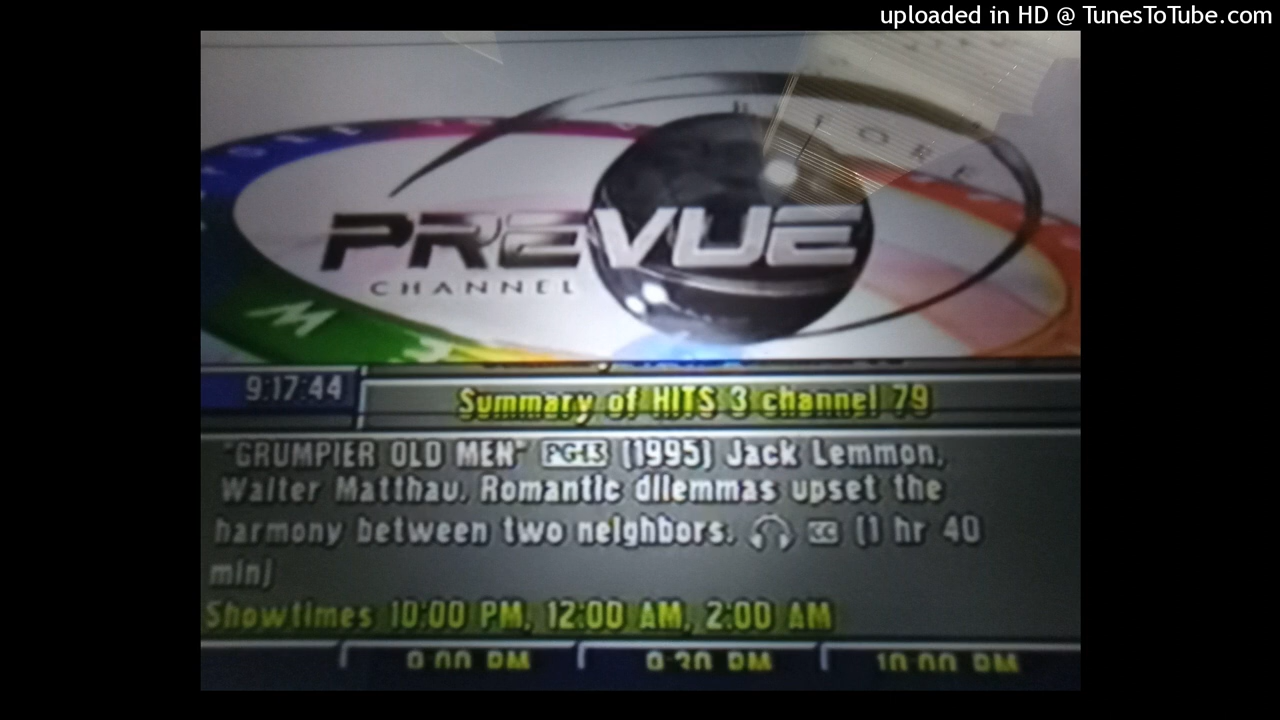 uploaded in HD @ TunesToTube.com
PREVUE
CHANNEL
9:17:44
Summary of HITS 3 channel 79
"GRUMPIER OLD MEN" PG-13 (1995) Jack Lemmon,
Walter Matthau. Romantic dilemmas upset the
harmony between two neighbors. CC (1 hr 40
min)
Showtimes 10:00 PM, 12:00 AM, 2:00 AM
9:00 PM 9:30 PM 10:00 PM